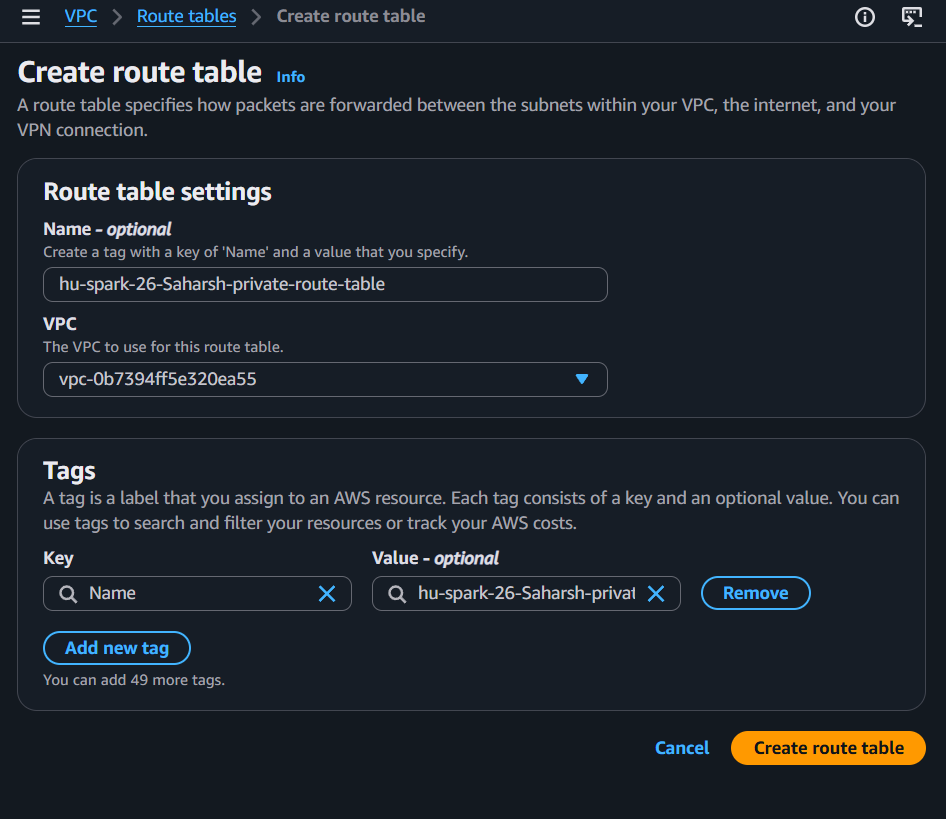 VPC > Route tables > Create route table
Create route table Info
A route table specifies how packets are forwarded between the subnets within your VPC, the internet, and your
VPN connection.
Route table settings
Name - optional
Create a tag with a key of 'Name' and a value that you specify.
hu-spark-26-Saharsh-private-route-table
VPC
The VPC to use for this route table.
vpc-0b7394ff5e320ea55
Tags
A tag is a label that you assign to an AWS resource. Each tag consists of a key and an optional value. You can
use tags to search and filter your resources or track your AWS costs.
Key Value - optional
Name hu-spark-26-Saharsh-privat Remove
Add new tag
You can add 49 more tags.
Cancel Create route table